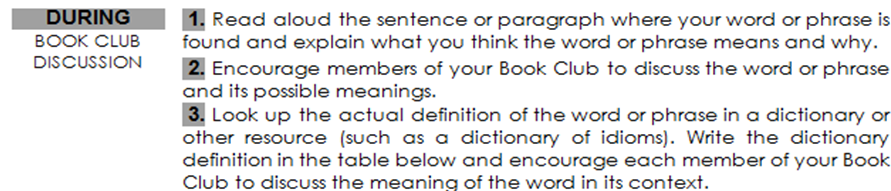 DURING
BOOK CLUB
DISCUSSION
1. Read aloud the sentence or paragraph where your word or phrase is
found and explain what you think the word or phrase means and why.
2. Encourage members of your Book Club to discuss the word or phrase
and its possible meanings.
3. Look up the actual definition of the word or phrase in a dictionary or
other resource (such as a dictionary of idioms). Write the dictionary
definition in the table below and encourage each member of your Book
Club to discuss the meaning of the word in its context.